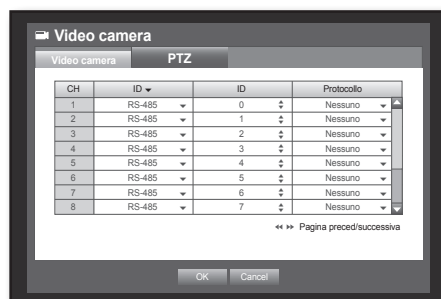 Video camera
Video camera PTZ
CH ID ID Protocollo
1 RS-485 0 Nessuno
2 RS-485 1 Nessuno
3 RS-485 2 Nessuno
4 RS-485 3 Nessuno
5 RS-485 4 Nessuno
6 RS-485 5 Nessuno
7 RS-485 6 Nessuno
8 RS-485 7 Nessuno
Pagina preced/successiva
OK Cancel